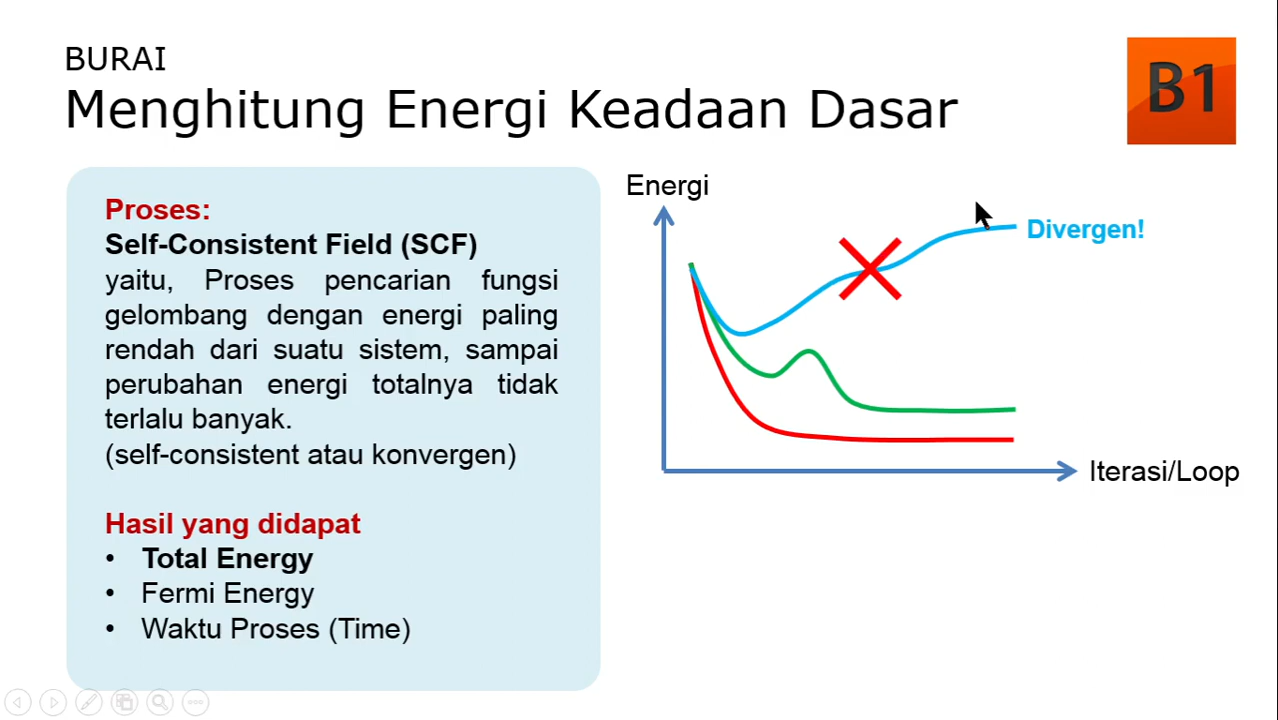 BURAI
Menghitung Energi Keadaan Dasar
B1
Proses:
Self-Consistent Field (SCF)
yaitu, Proses pencarian fungsi
gelombang dengan energi paling
rendah dari suatu sistem, sampai
perubahan energi totalnya tidak
terlalu banyak.
(self-consistent atau konvergen)
Hasil yang didapat
• Total Energy
• Fermi Energy
• Waktu Proses (Time)
Energi
Divergen!
Iterasi/Loop